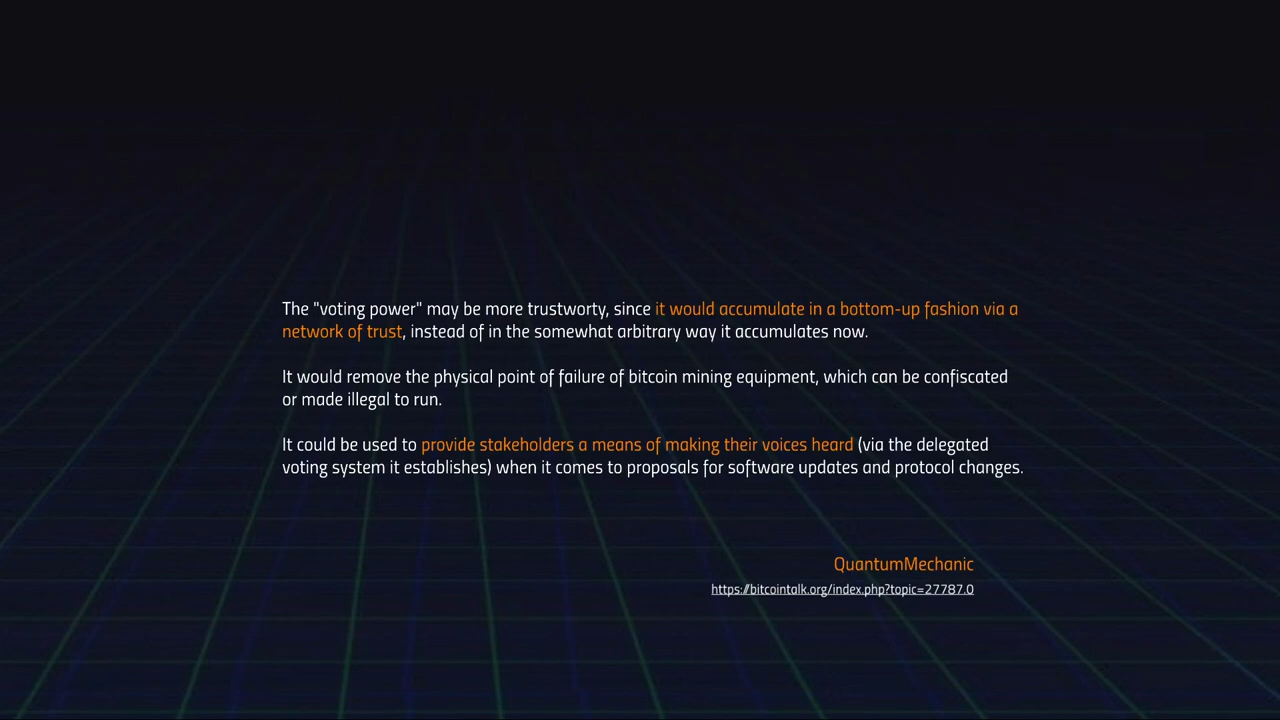 The "voting power" may be more trustworty, since it would accumulate in a bottom-up fashion via a
network of trust, instead of in the somewhat arbitrary way it accumulates now.
It would remove the physical point of failure of bitcoin mining equipment, which can be confiscated
or made illegal to run.
It could be used to provide stakeholders a means of making their voices heard (via the delegated
voting system it establishes) when it comes to proposals for software updates and protocol changes.
QuantumMechanic
https://bitcointalk.org/index.php?topic=27787.0